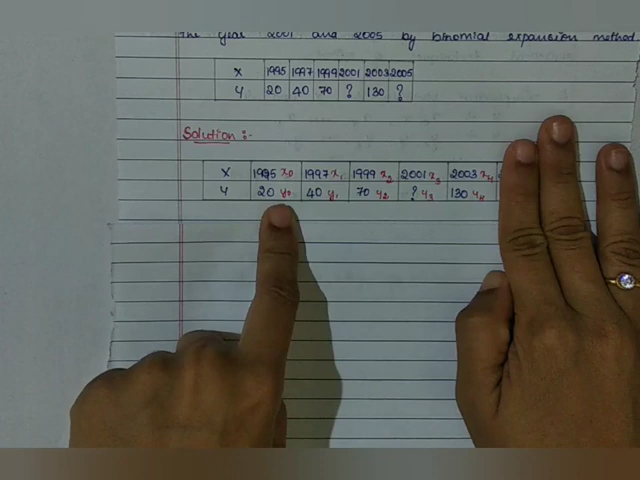 The year 2001 and 2005 by binomial expansion method
X 1995 1997 1999 2001 2003 2005
Y 20 40 70 ? 130 ?
Solution :-
X 1995 x0 1997 x1 1999 x2 2001 x3 2003 x4
Y 20 y0 40 y1 70 y2 ? y3 130 y4